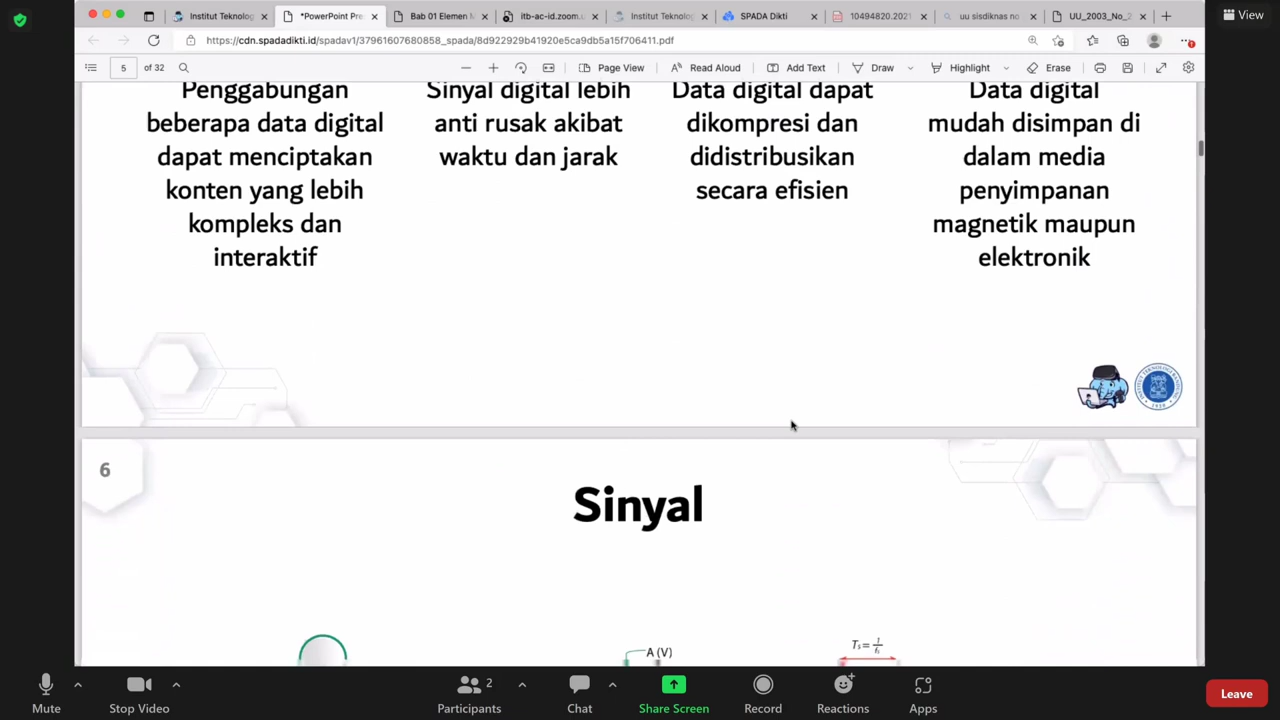 View
Institut Teknolog
*PowerPoint Pre
Bab 01 Elemen M
itb-ac-id.zoom.u
Institut Teknolog
SPADA Dikti
10494820.2021
uu sisdiknas no
UU_2003_No_2
https://cdn.spadadikti.id/spadav1/37961607680858_spada/8d922929b41920e5ca9db5a15f706411.pdf
5 of 32
Page View
Read Aloud
Add Text
Draw
Highlight
Erase
Penggabungan
beberapa data digital
dapat menciptakan
konten yang lebih
kompleks dan
interaktif
Sinyal digital lebih
anti rusak akibat
waktu dan jarak
Data digital dapat
dikompresi dan
didistribusikan
secara efisien
Data digital
mudah disimpan di
dalam media
penyimpanan
magnetik maupun
elektronik
6
Sinyal
A (V)
Mute
Stop Video
2
Participants
Chat
Share Screen
Record
Reactions
Apps
Leave